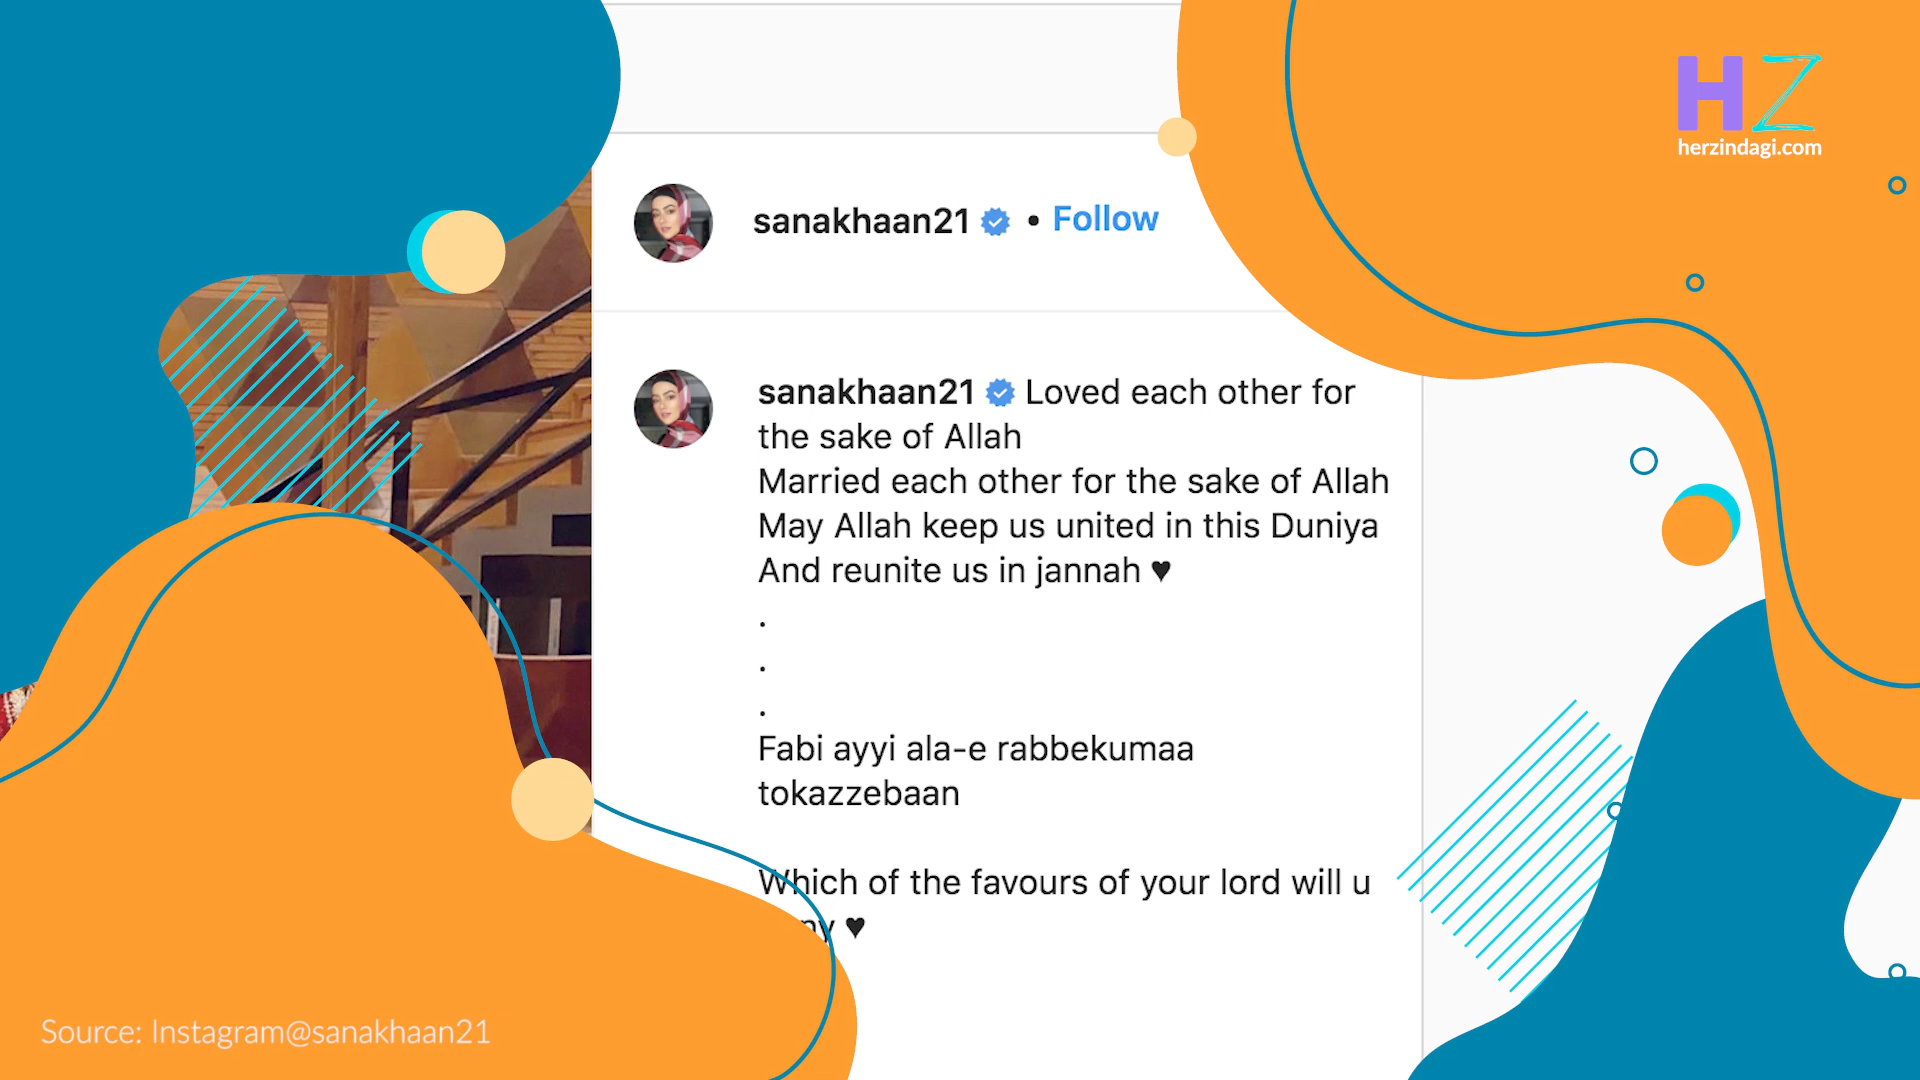 HZ
herzindagi.com
sanakhaan21 • Follow
sanakhaan21 Loved each other for
the sake of Allah
Married each other for the sake of Allah
May Allah keep us united in this Duniya
And reunite us in jannah ♥
.
.
.
Fabi ayyi ala-e rabbekumaa
tokazzebaan
Which of the favours of your lord will u
♥
Source: Instagram@sanakhaan21